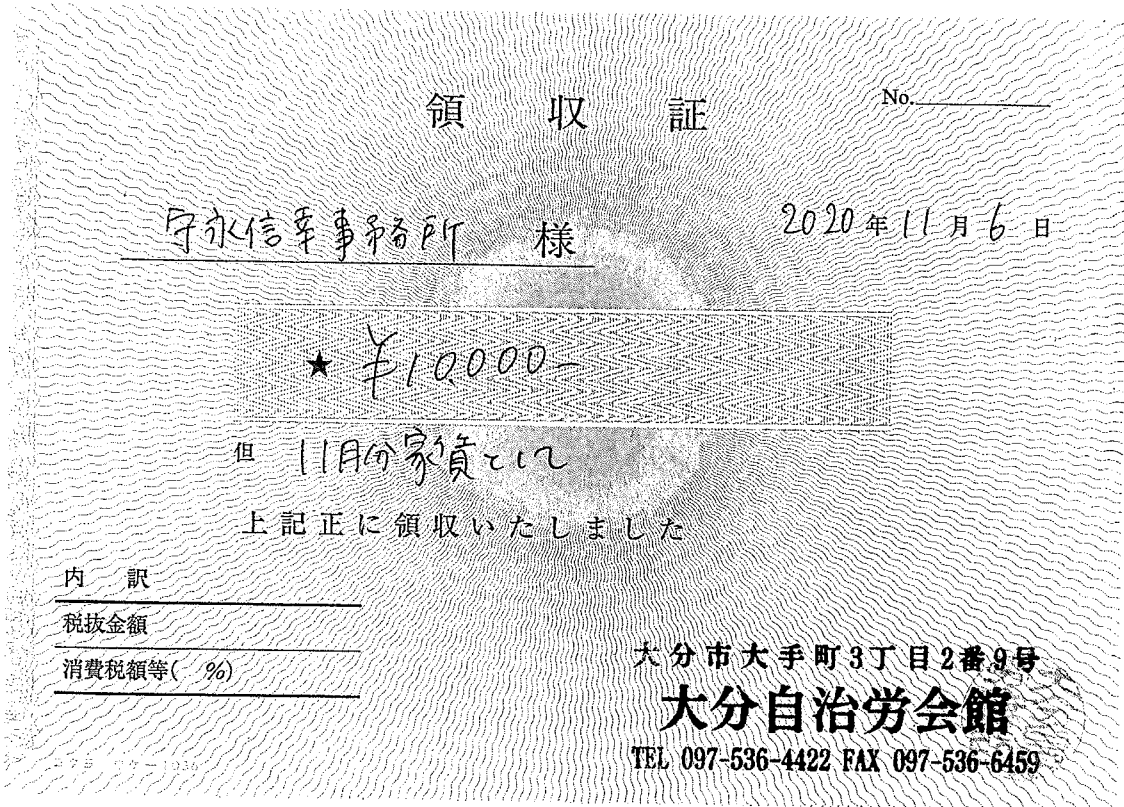 領収証
No.
守永信幸事務所 様
2020年11月6日
★ ¥10,000-
但 11月分家賃として
上記正に領収いたしました
内訳
税抜金額
消費税額等( %)
大分市大手町3丁目2番9号
大分自治労会館
TEL 097-536-4422 FAX 097-536-6459